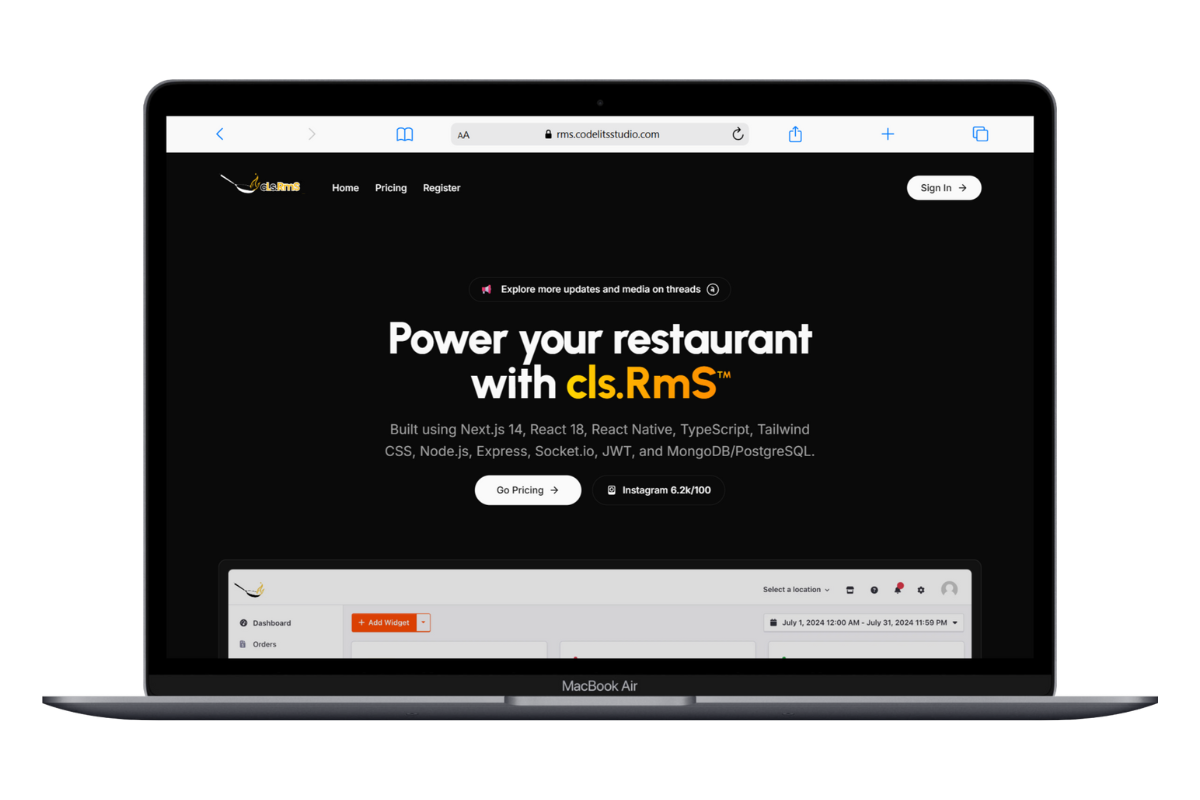 AA rms.codelitsstudio.com
cls.RmS Home Pricing Register Sign In →
Explore more updates and media on threads
Power your restaurant
with cls.RmS™
Built using Next.js 14, React 18, React Native, TypeScript, Tailwind
CSS, Node.js, Express, Socket.io, JWT, and MongoDB/PostgreSQL.
Go Pricing → Instagram 6.2k/100
Select a location
Dashboard + Add Widget July 1, 2024 12:00 AM - July 31, 2024 11:59 PM
Orders
MacBook Air